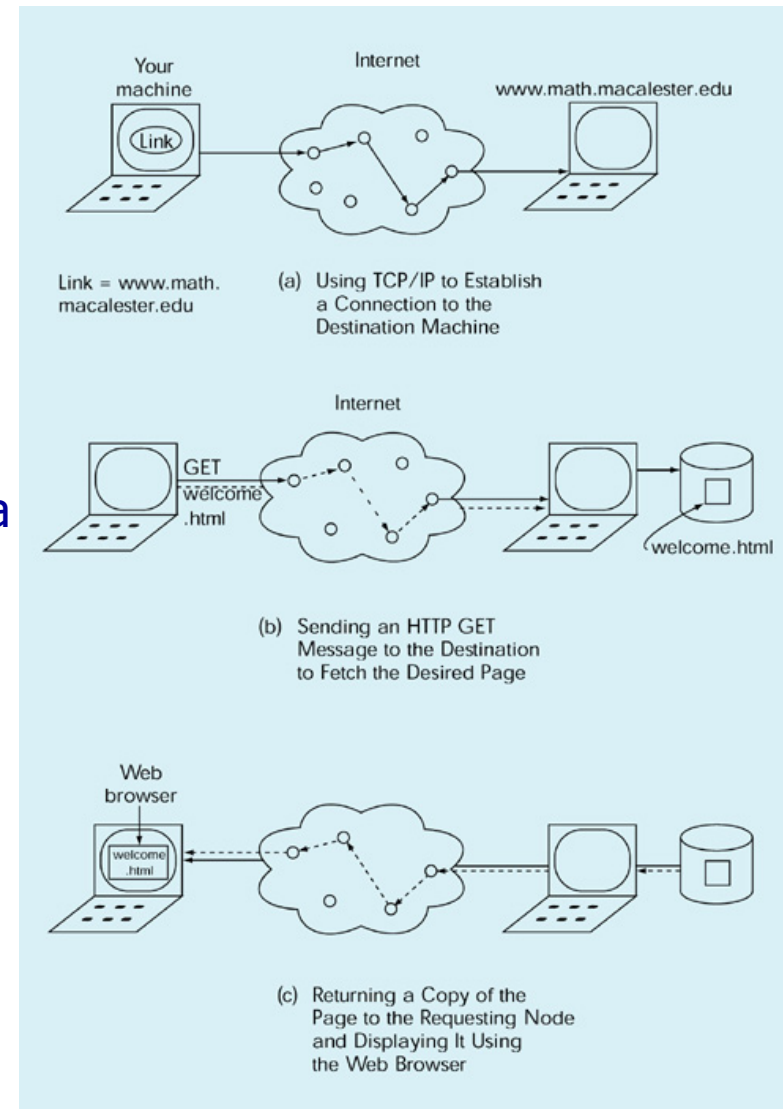 Your
machine
Internet
www.math.macalester.edu
Link
Link = www.math.
macalester.edu
(a) Using TCP/IP to Establish
a Connection to the
Destination Machine
Internet
GET
welcome
.html
a
welcome.html
(b) Sending an HTTP GET
Message to the Destination
to Fetch the Desired Page
Web
browser
welcome
.html
(c) Returning a Copy of the
Page to the Requesting Node
and Displaying It Using
the Web Browser